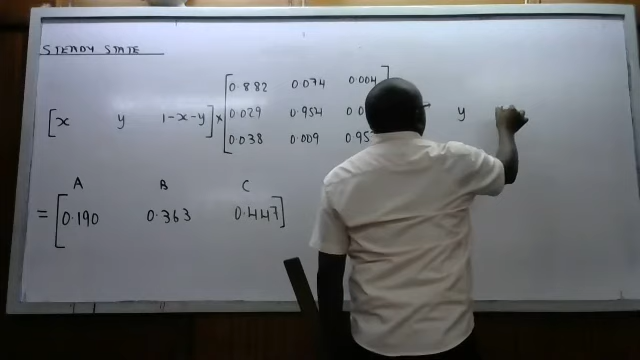 STEADY STATE
0.882 0.074 0.004
[x y 1-x-y] × 0.029 0.954 y
0.038 0.009
A B C
= [0.190 0.363 0.447]